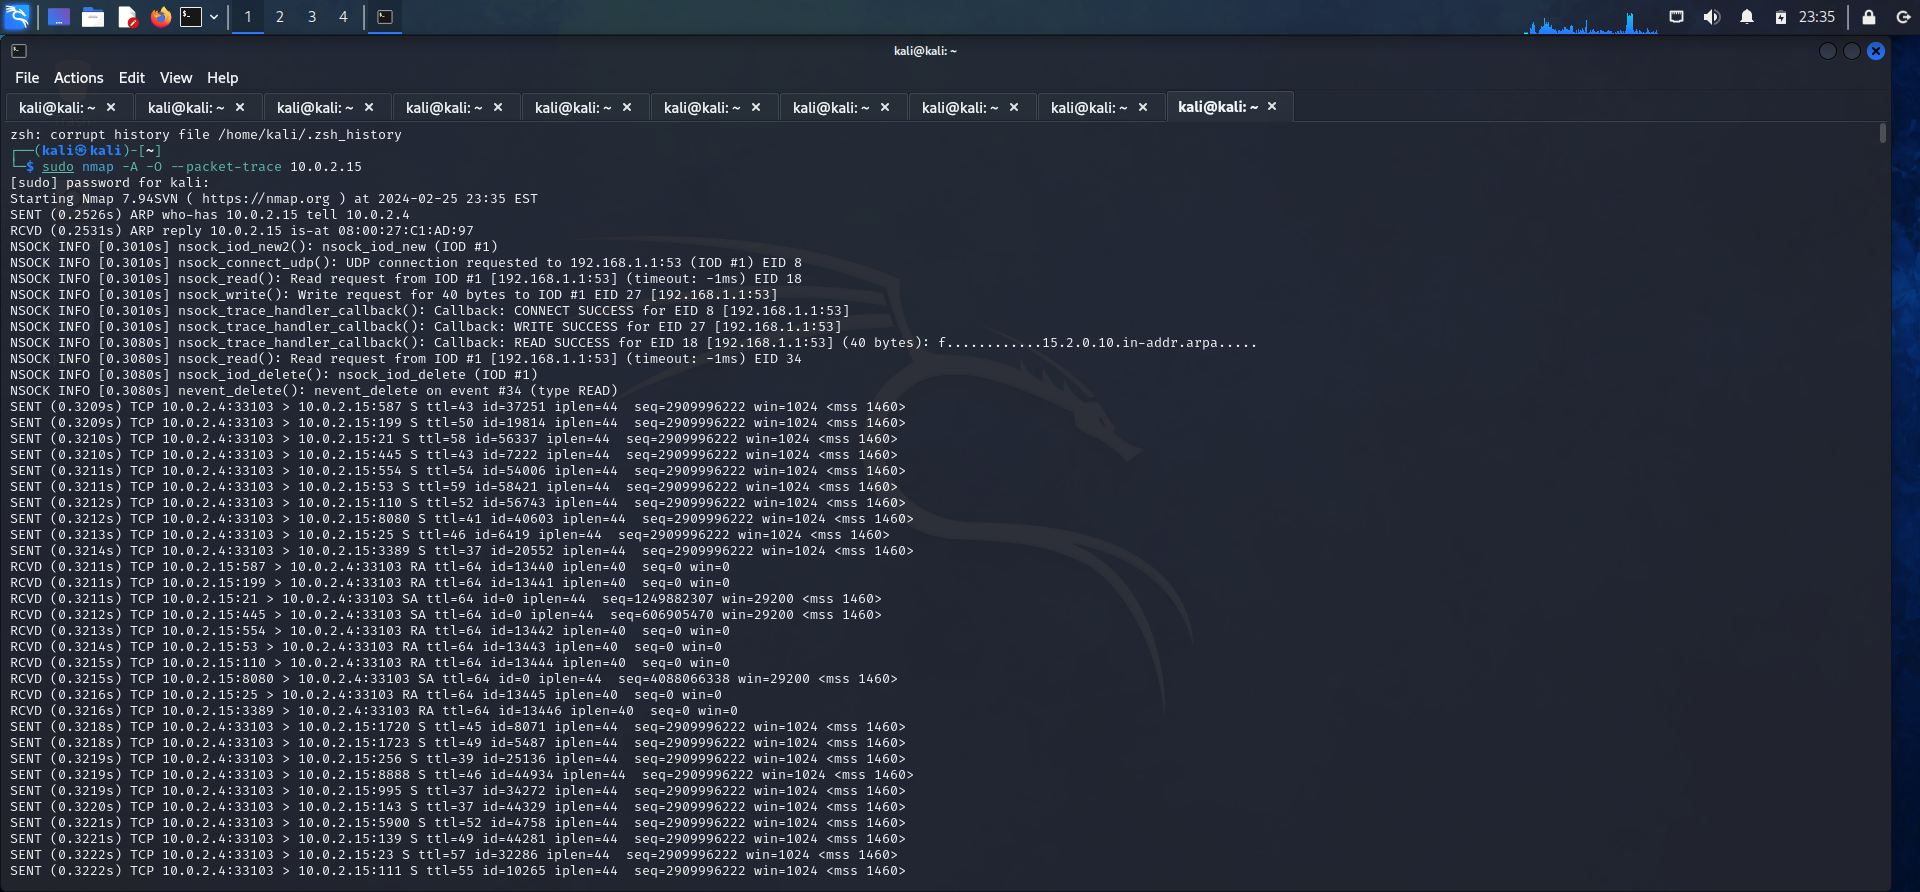 1 2 3 4 23:35
kali@kali: ~
File Actions Edit View Help
kali@kali: ~ kali@kali: ~ kali@kali: ~ kali@kali: ~ kali@kali: ~ kali@kali: ~ kali@kali: ~ kali@kali: ~ kali@kali: ~ kali@kali: ~
zsh: corrupt history file /home/kali/.zsh_history
┌──(kali㉿kali)-[~]
└─$ sudo nmap -A -O --packet-trace 10.0.2.15
[sudo] password for kali:
Starting Nmap 7.94SVN ( https://nmap.org ) at 2024-02-25 23:35 EST
SENT (0.2526s) ARP who-has 10.0.2.15 tell 10.0.2.4
RCVD (0.2531s) ARP reply 10.0.2.15 is-at 08:00:27:C1:AD:97
NSOCK INFO [0.3010s] nsock_iod_new2(): nsock_iod_new (IOD #1)
NSOCK INFO [0.3010s] nsock_connect_udp(): UDP connection requested to 192.168.1.1:53 (IOD #1) EID 8
NSOCK INFO [0.3010s] nsock_read(): Read request from IOD #1 [192.168.1.1:53] (timeout: -1ms) EID 18
NSOCK INFO [0.3010s] nsock_write(): Write request for 40 bytes to IOD #1 EID 27 [192.168.1.1:53]
NSOCK INFO [0.3010s] nsock_trace_handler_callback(): Callback: CONNECT SUCCESS for EID 8 [192.168.1.1:53]
NSOCK INFO [0.3010s] nsock_trace_handler_callback(): Callback: WRITE SUCCESS for EID 27 [192.168.1.1:53]
NSOCK INFO [0.3080s] nsock_trace_handler_callback(): Callback: READ SUCCESS for EID 18 [192.168.1.1:53] (40 bytes): f............15.2.0.10.in-addr.arpa.....
NSOCK INFO [0.3080s] nsock_read(): Read request from IOD #1 [192.168.1.1:53] (timeout: -1ms) EID 34
NSOCK INFO [0.3080s] nsock_iod_delete(): nsock_iod_delete (IOD #1)
NSOCK INFO [0.3080s] nevent_delete(): nevent_delete on event #34 (type READ)
SENT (0.3209s) TCP 10.0.2.4:33103 > 10.0.2.15:587 S ttl=43 id=37251 iplen=44  seq=2909996222 win=1024 <mss 1460>
SENT (0.3209s) TCP 10.0.2.4:33103 > 10.0.2.15:199 S ttl=50 id=19814 iplen=44  seq=2909996222 win=1024 <mss 1460>
SENT (0.3210s) TCP 10.0.2.4:33103 > 10.0.2.15:21 S ttl=58 id=56337 iplen=44  seq=2909996222 win=1024 <mss 1460>
SENT (0.3210s) TCP 10.0.2.4:33103 > 10.0.2.15:445 S ttl=43 id=7222 iplen=44  seq=2909996222 win=1024 <mss 1460>
SENT (0.3211s) TCP 10.0.2.4:33103 > 10.0.2.15:554 S ttl=54 id=54006 iplen=44  seq=2909996222 win=1024 <mss 1460>
SENT (0.3211s) TCP 10.0.2.4:33103 > 10.0.2.15:53 S ttl=59 id=58421 iplen=44  seq=2909996222 win=1024 <mss 1460>
SENT (0.3212s) TCP 10.0.2.4:33103 > 10.0.2.15:110 S ttl=52 id=56743 iplen=44  seq=2909996222 win=1024 <mss 1460>
SENT (0.3212s) TCP 10.0.2.4:33103 > 10.0.2.15:8080 S ttl=41 id=40603 iplen=44  seq=2909996222 win=1024 <mss 1460>
SENT (0.3213s) TCP 10.0.2.4:33103 > 10.0.2.15:25 S ttl=46 id=6419 iplen=44  seq=2909996222 win=1024 <mss 1460>
SENT (0.3214s) TCP 10.0.2.4:33103 > 10.0.2.15:3389 S ttl=37 id=20552 iplen=44  seq=2909996222 win=1024 <mss 1460>
RCVD (0.3211s) TCP 10.0.2.15:587 > 10.0.2.4:33103 RA ttl=64 id=13440 iplen=40  seq=0 win=0
RCVD (0.3211s) TCP 10.0.2.15:199 > 10.0.2.4:33103 RA ttl=64 id=13441 iplen=40  seq=0 win=0
RCVD (0.3211s) TCP 10.0.2.15:21 > 10.0.2.4:33103 SA ttl=64 id=0 iplen=44  seq=1249882307 win=29200 <mss 1460>
RCVD (0.3212s) TCP 10.0.2.15:445 > 10.0.2.4:33103 SA ttl=64 id=0 iplen=44  seq=606905470 win=29200 <mss 1460>
RCVD (0.3213s) TCP 10.0.2.15:554 > 10.0.2.4:33103 RA ttl=64 id=13442 iplen=40  seq=0 win=0
RCVD (0.3214s) TCP 10.0.2.15:53 > 10.0.2.4:33103 RA ttl=64 id=13443 iplen=40  seq=0 win=0
RCVD (0.3215s) TCP 10.0.2.15:110 > 10.0.2.4:33103 RA ttl=64 id=13444 iplen=40  seq=0 win=0
RCVD (0.3215s) TCP 10.0.2.15:8080 > 10.0.2.4:33103 SA ttl=64 id=0 iplen=44  seq=4088066338 win=29200 <mss 1460>
RCVD (0.3216s) TCP 10.0.2.15:25 > 10.0.2.4:33103 RA ttl=64 id=13445 iplen=40  seq=0 win=0
RCVD (0.3216s) TCP 10.0.2.15:3389 > 10.0.2.4:33103 RA ttl=64 id=13446 iplen=40  seq=0 win=0
SENT (0.3218s) TCP 10.0.2.4:33103 > 10.0.2.15:1720 S ttl=45 id=8071 iplen=44  seq=2909996222 win=1024 <mss 1460>
SENT (0.3218s) TCP 10.0.2.4:33103 > 10.0.2.15:1723 S ttl=49 id=5487 iplen=44  seq=2909996222 win=1024 <mss 1460>
SENT (0.3219s) TCP 10.0.2.4:33103 > 10.0.2.15:256 S ttl=39 id=25136 iplen=44  seq=2909996222 win=1024 <mss 1460>
SENT (0.3219s) TCP 10.0.2.4:33103 > 10.0.2.15:8888 S ttl=46 id=44934 iplen=44  seq=2909996222 win=1024 <mss 1460>
SENT (0.3219s) TCP 10.0.2.4:33103 > 10.0.2.15:995 S ttl=37 id=34272 iplen=44  seq=2909996222 win=1024 <mss 1460>
SENT (0.3220s) TCP 10.0.2.4:33103 > 10.0.2.15:143 S ttl=37 id=44329 iplen=44  seq=2909996222 win=1024 <mss 1460>
SENT (0.3221s) TCP 10.0.2.4:33103 > 10.0.2.15:5900 S ttl=52 id=4758 iplen=44  seq=2909996222 win=1024 <mss 1460>
SENT (0.3221s) TCP 10.0.2.4:33103 > 10.0.2.15:139 S ttl=49 id=44281 iplen=44  seq=2909996222 win=1024 <mss 1460>
SENT (0.3222s) TCP 10.0.2.4:33103 > 10.0.2.15:23 S ttl=57 id=32286 iplen=44  seq=2909996222 win=1024 <mss 1460>
SENT (0.3222s) TCP 10.0.2.4:33103 > 10.0.2.15:111 S ttl=55 id=10265 iplen=44  seq=2909996222 win=1024 <mss 1460>